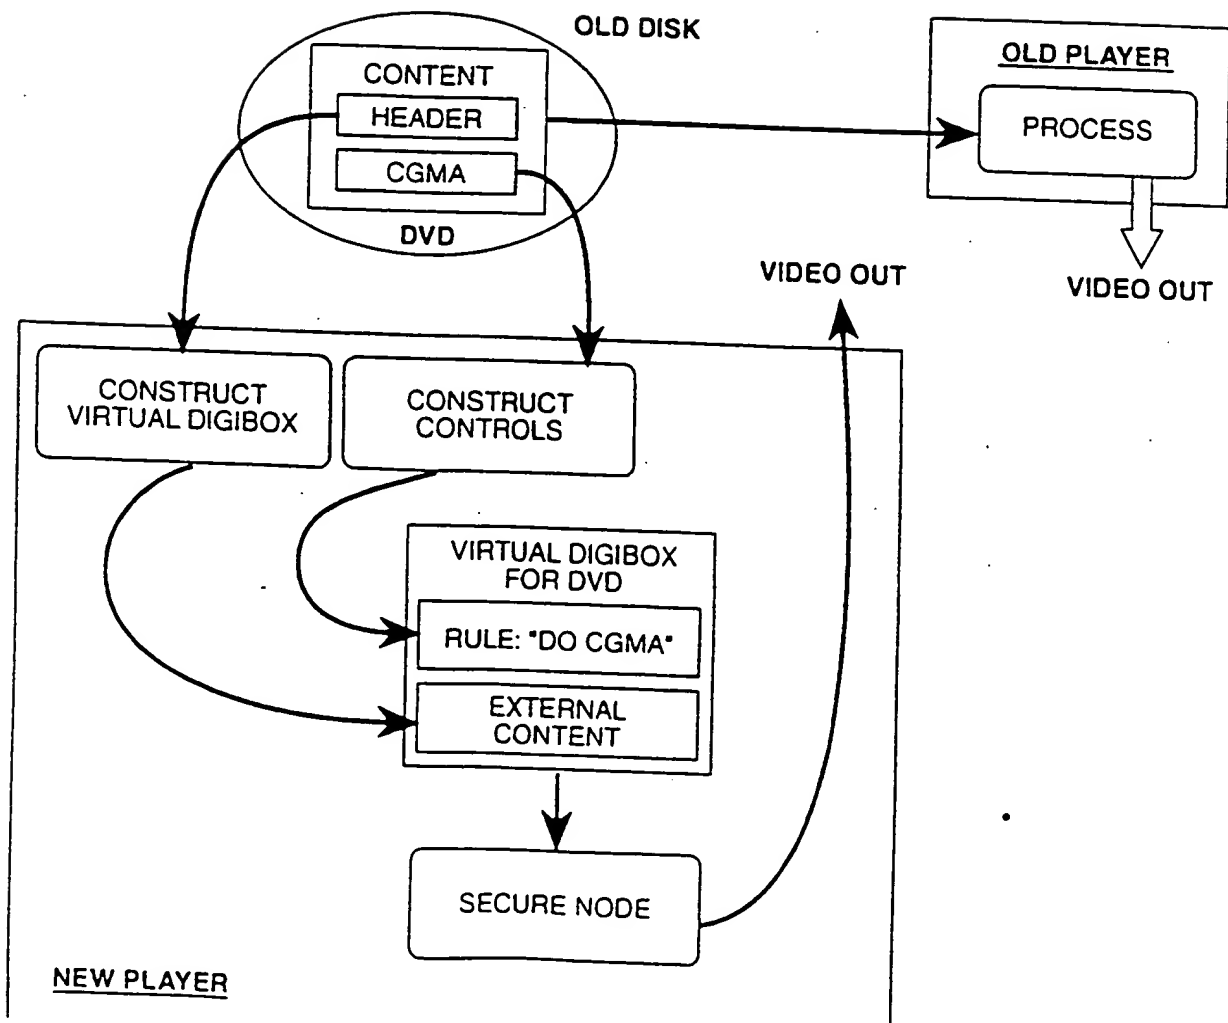 OLD DISK
CONTENT
HEADER
CGMA
DVD
OLD PLAYER
PROCESS
VIDEO OUT
VIDEO OUT
CONSTRUCT
VIRTUAL DIGIBOX
CONSTRUCT
CONTROLS
VIRTUAL DIGIBOX
FOR DVD
RULE: "DO CGMA"
EXTERNAL
CONTENT
SECURE NODE
NEW PLAYER